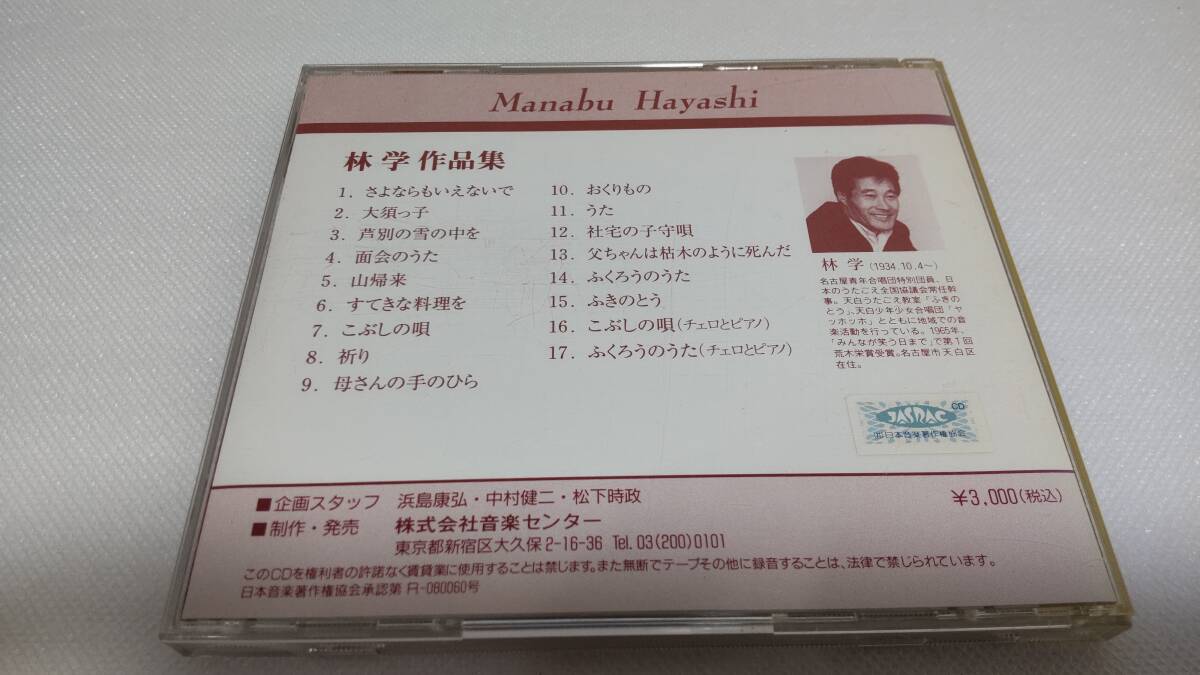 Manabu Hayashi
林 学 作品集
1. さよならもいえないで
2. 大須っ子
3. 芦別の雪の中を
4. 面会のうた
5. 山帰来
6. すてきな料理を
7. こぶしの唄
8. 祈り
9. 母さんの手のひら
10. おくりもの
11. うた
12. 社宅の子守唄
13. 父ちゃんは枯木のように死んだ
14. ふくろうのうた
15. ふきのとう
16. こぶしの唄(チェロとピアノ)
17. ふくろうのうた(チェロとピアノ)
林 学 (1934.10.4〜)
名古屋青年合唱団特別団員、日
本のうたごえ全国協議会常任幹
事。天白うたごえ教室「ふきの
とう」、天白少年少女合唱団「ヤ
ッホッホ」とともに地域での音
楽活動を行っている。1965年、
「みんなが笑う日まで」で第1回
荒木栄賞受賞。名古屋市天白区
在住。
JASRAC
CD
(社)日本音楽著作権協会
■企画スタッフ 浜島康弘・中村健二・松下時政
¥3,000(税込)
■制作・発売 株式会社音楽センター
東京都新宿区大久保2-16-36 Tel. 03(200)0101
このCDを権利者の許諾なく賃貸業に使用することは禁じます。また無断でテープその他に録音することは、法律で禁じられています。
日本音楽著作権協会承認第 R-080060号